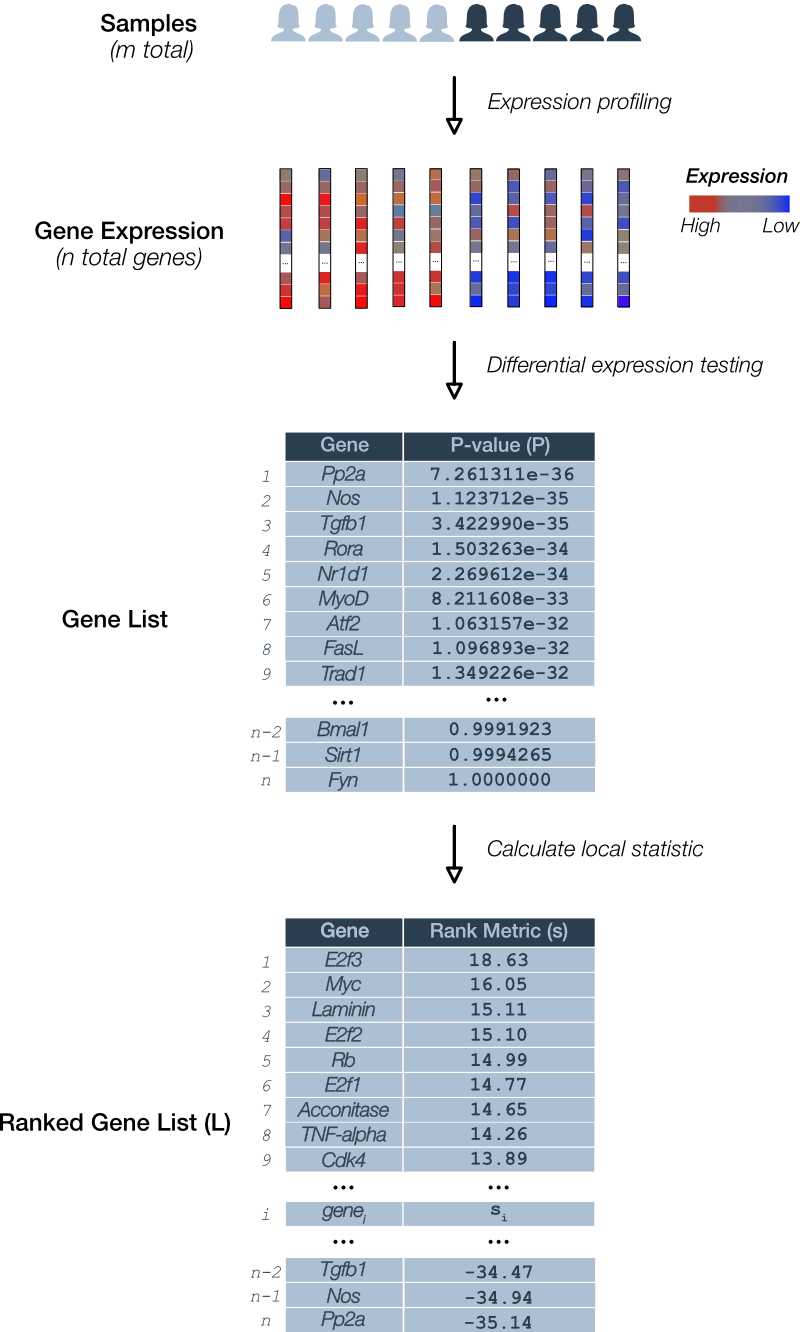 Samples
(m total)
Expression profiling
Gene Expression
(n total genes)
Expression
High Low
... ... ... ... ... ... ... ... ... ...
Differential expression testing
Gene List
Gene P-value (P)
1 Pp2a 7.261311e-36
2 Nos 1.123712e-35
3 Tgfb1 3.422990e-35
4 Rora 1.503263e-34
5 Nr1d1 2.269612e-34
6 MyoD 8.211608e-33
7 Atf2 1.063157e-32
8 FasL 1.096893e-32
9 Trad1 1.349226e-32
... ...
n-2 Bmal1 0.9991923
n-1 Sirt1 0.9994265
n Fyn 1.0000000
Calculate local statistic
Ranked Gene List (L)
Gene Rank Metric (s)
1 E2f3 18.63
2 Myc 16.05
3 Laminin 15.11
4 E2f2 15.10
5 Rb 14.99
6 E2f1 14.77
7 Acconitase 14.65
8 TNF-alpha 14.26
9 Cdk4 13.89
... ...
i gene i s i
... ...
n-2 Tgfb1 -34.47
n-1 Nos -34.94
n Pp2a -35.14